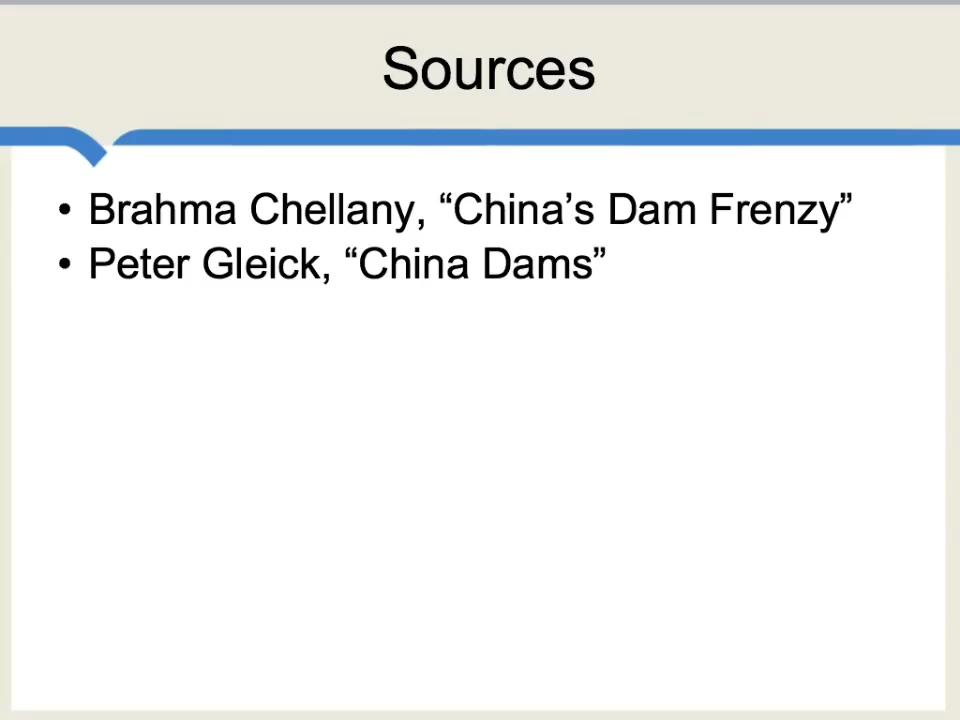 Sources
• Brahma Chellany, “China’s Dam Frenzy”
• Peter Gleick, “China Dams”